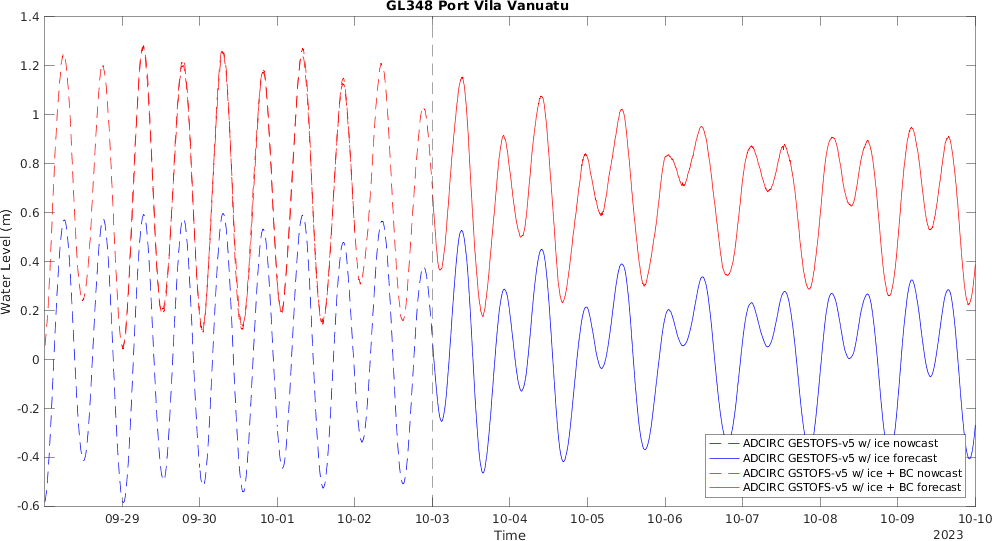 GL348 Port Vila Vanuatu
1.4
1.2
1
0.8
0.6
0.4
0.2
0
-0.2
-0.4
-0.6
Water Level (m)
ADCIRC GESTOFS-v5 w/ ice nowcast
ADCIRC GESTOFS-v5 w/ ice forecast
ADCIRC GSTOFS-v5 w/ ice + BC nowcast
ADCIRC GSTOFS-v5 w/ ice + BC forecast
09-29 09-30 10-01 10-02 10-03 10-04 10-05 10-06 10-07 10-08 10-09 10-10
Time
2023